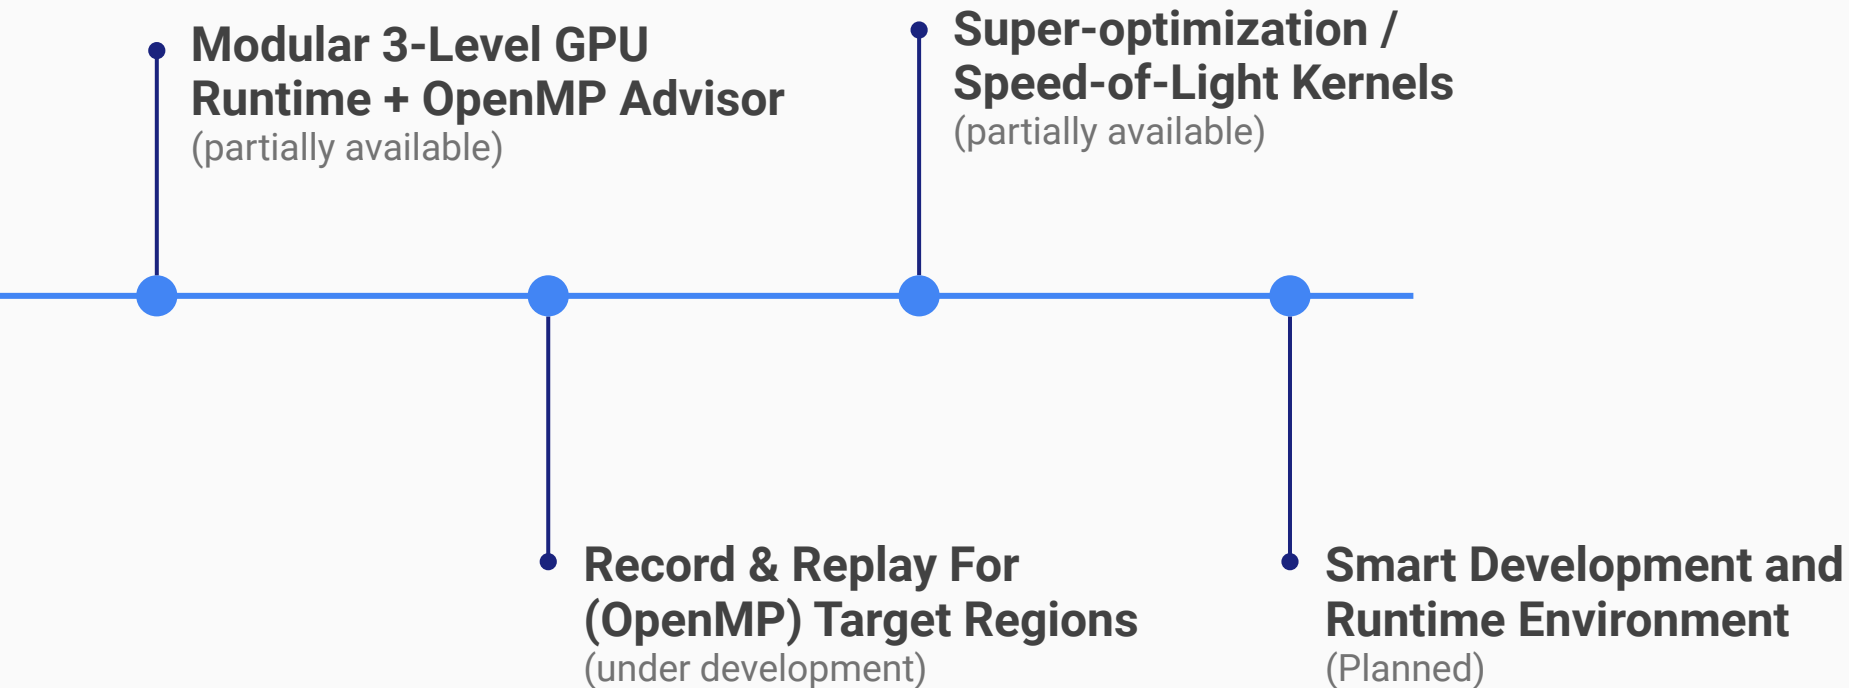 Modular 3-Level GPU
Runtime + OpenMP Advisor
(partially available)
Super-optimization /
Speed-of-Light Kernels
(partially available)
Record & Replay For
(OpenMP) Target Regions
(under development)
Smart Development and
Runtime Environment
(Planned)